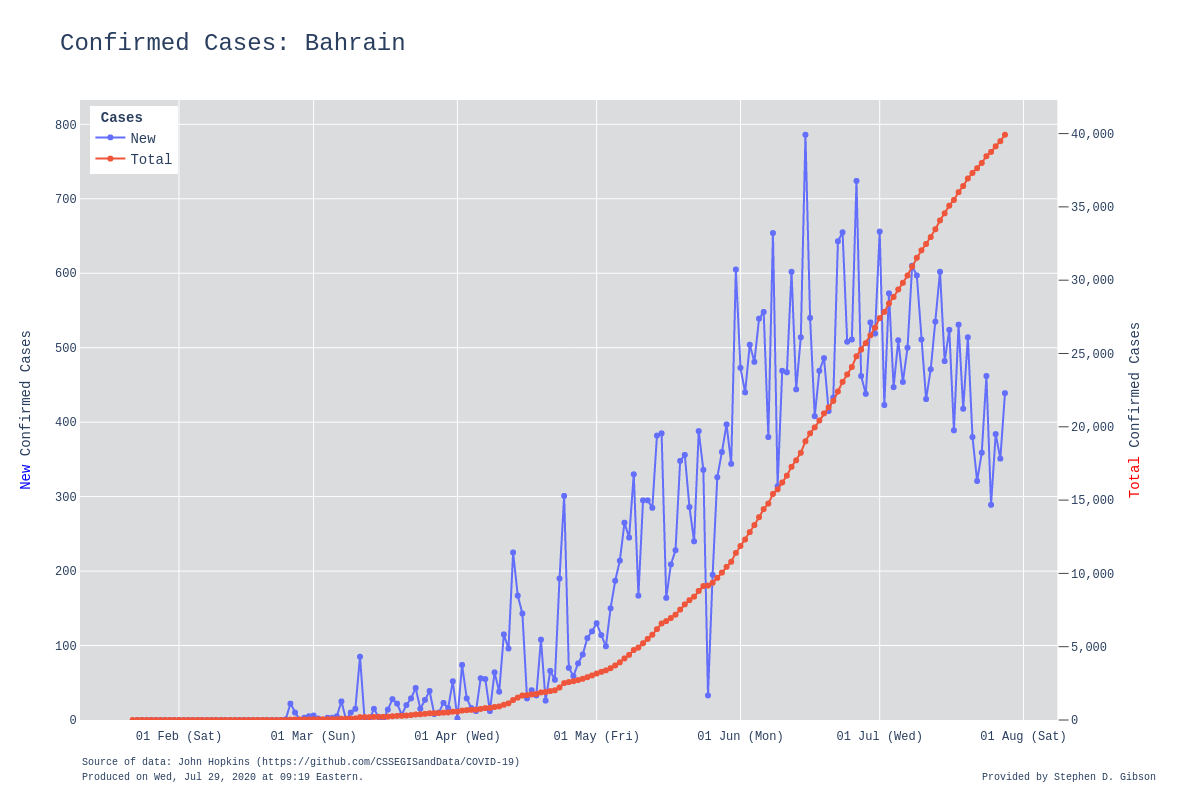 Confirmed Cases: Bahrain
Cases
New
Total
800
700
600
500
400
300
200
100
0
40,000
35,000
30,000
25,000
20,000
15,000
10,000
5,000
0
New Confirmed Cases
Total Confirmed Cases
01 Feb (Sat)
01 Mar (Sun)
01 Apr (Wed)
01 May (Fri)
01 Jun (Mon)
01 Jul (Wed)
01 Aug (Sat)
Source of data: John Hopkins (https://github.com/CSSEGISandData/COVID-19)
Produced on Wed, Jul 29, 2020 at 09:19 Eastern.
Provided by Stephen D. Gibson